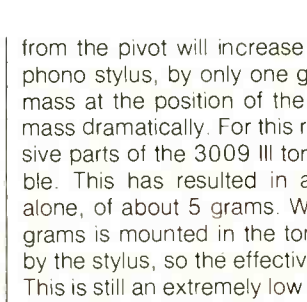 from the pivot will increase
phono stylus, by only one g
mass at the position of the
mass dramatically. For this r
sive parts of the 3009 III ton
ble. This has resulted in a
alone, of about 5 grams. W
grams is mounted in the ton
by the stylus, so the effectiv
This is still an extremely low